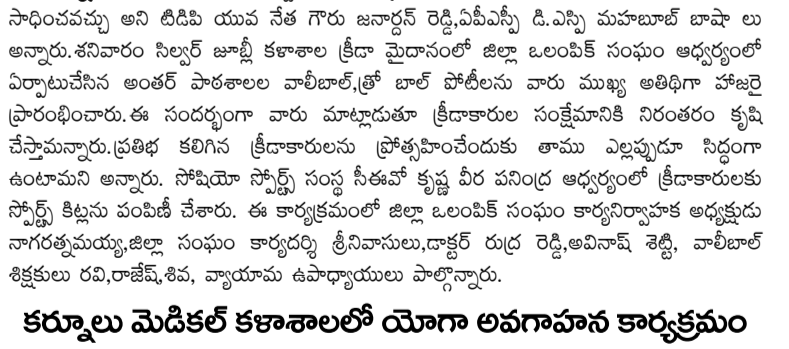 సాధించవచ్చు అని టిడిపి యువ నేత గౌరు జనార్దన్ రెడ్డి,ఏపీఎస్పీ డి.ఎస్పి మహబూబ్ బాషా లు
అన్నారు.శనివారం సిల్వర్ జూబ్లీ కళాశాల క్రీడా మైదానంలో జిల్లా ఒలంపిక్ సంఘం ఆధ్వర్యంలో
ఏర్పాటుచేసిన అంతర్ పాఠశాలల వాలీబాల్,త్రో బాల్ పోటీలను వారు ముఖ్య అతిథిగా హాజరై
ప్రారంభించారు.ఈ సందర్భంగా వారు మాట్లాడుతూ క్రీడాకారుల సంక్షేమానికి నిరంతరం కృషి
చేస్తామన్నారు.ప్రతిభ కలిగిన క్రీడాకారులను ప్రోత్సహించేందుకు తాము ఎల్లప్పుడూ సిద్ధంగా
ఉంటామని అన్నారు. సోషియో స్పోర్ట్స్ సంస్థ సీఈవో కృష్ణ వీర పనింద్ర ఆధ్వర్యంలో క్రీడాకారులకు
స్పోర్ట్స్ కిట్లను పంపిణీ చేశారు. ఈ కార్యక్రమంలో జిల్లా ఒలంపిక్ సంఘం కార్యనిర్వాహక అధ్యక్షుడు
నాగరత్నమయ్య,జిల్లా సంఘం కార్యదర్శి శ్రీనివాసులు,డాక్టర్ రుద్ర రెడ్డి,అవినాష్ శెట్టి, వాలీబాల్
శిక్షకులు రవి,రాజేష్,శివ, వ్యాయామ ఉపాధ్యాయులు పాల్గొన్నారు.
కర్నూలు మెడికల్ కళాశాలలో యోగా అవగాహన కార్యక్రమం